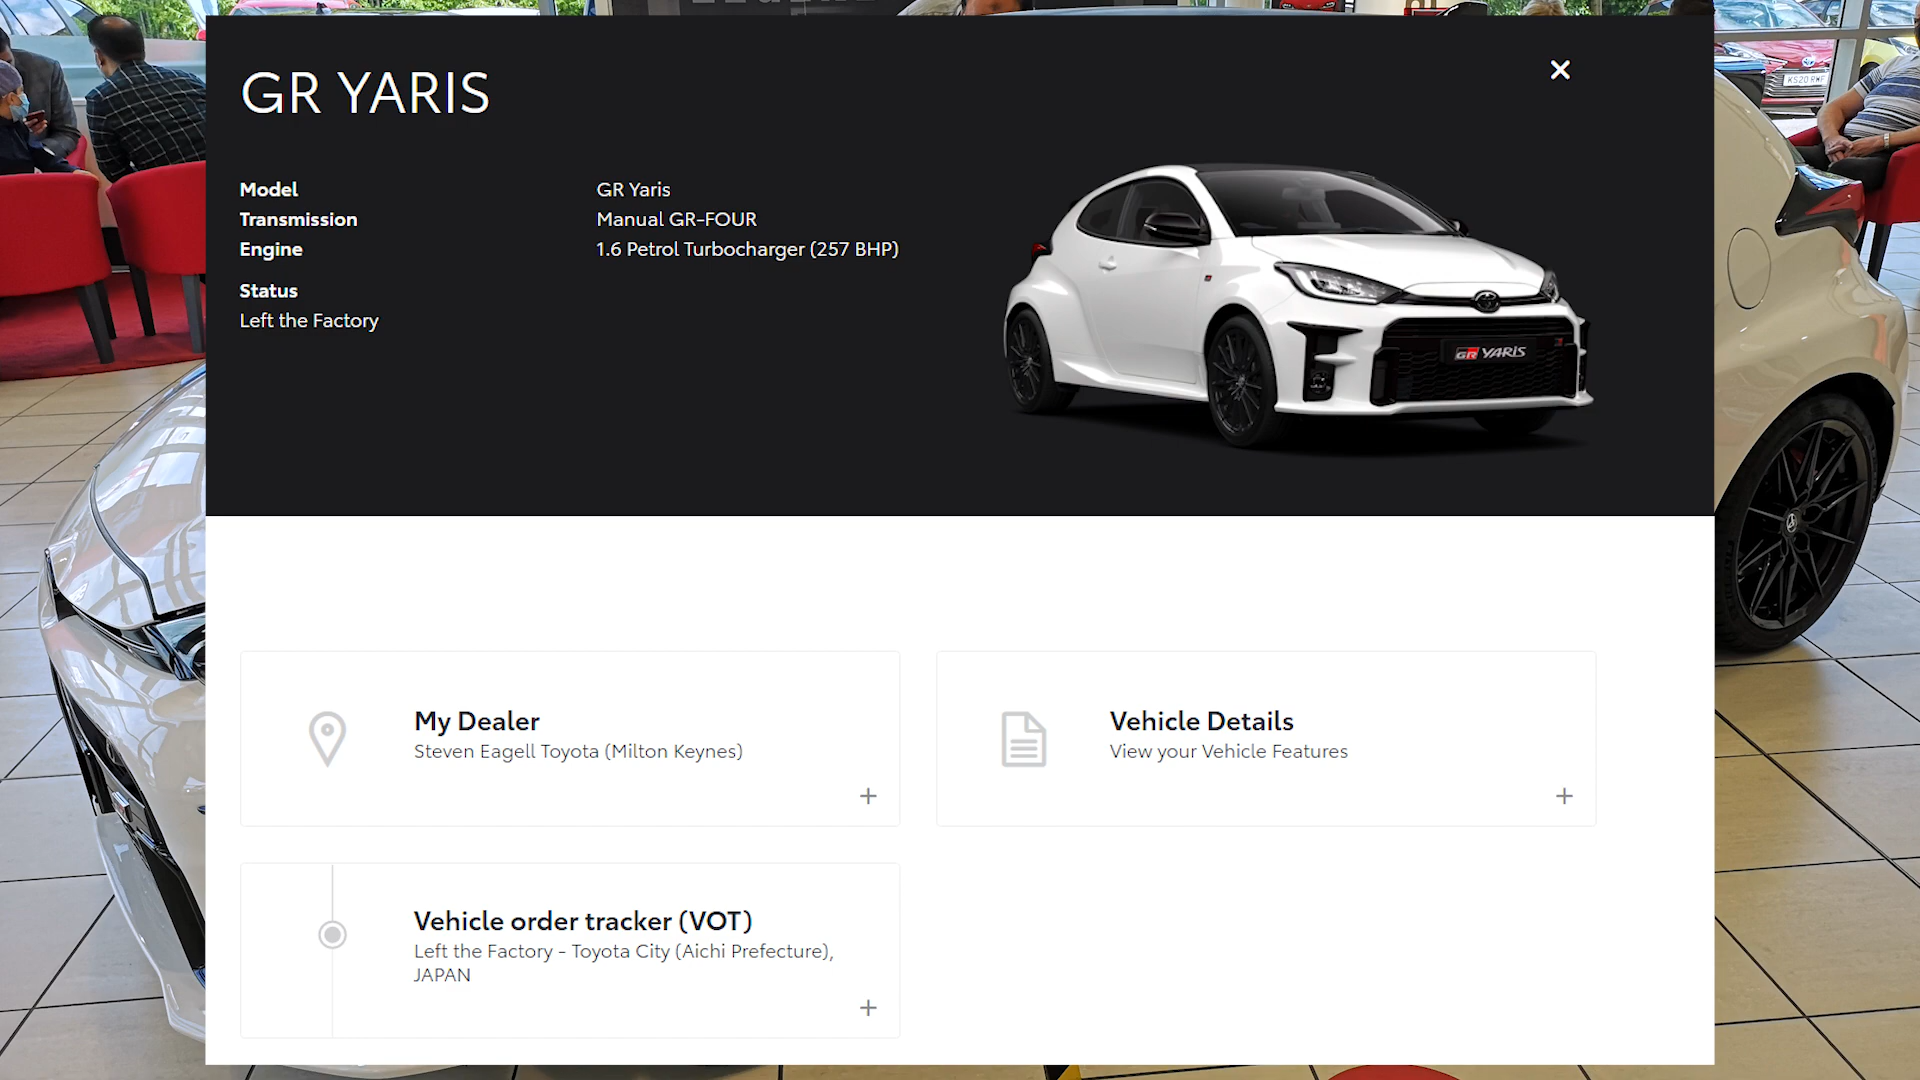 GR YARIS
Model
GR Yaris
Transmission
Manual GR-FOUR
Engine
1.6 Petrol Turbocharger (257 BHP)
Status
Left the Factory
GR YARIS
My Dealer
Steven Eagell Toyota (Milton Keynes)
Vehicle Details
View your Vehicle Features
Vehicle order tracker (VOT)
Left the Factory - Toyota City (Aichi Prefecture),
JAPAN